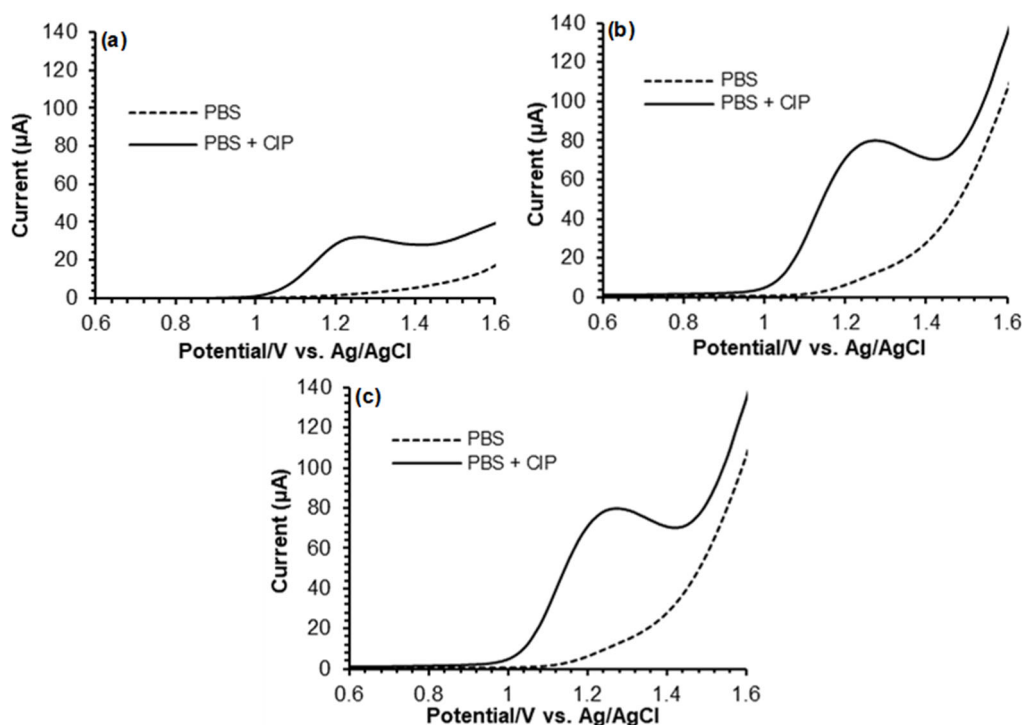 (a)
140
120
100
80
60
40
20
0
Current (µA)
PBS
PBS + CIP
0.6 0.8 1 1.2 1.4 1.6
Potential/V vs. Ag/AgCl
(b)
140
120
100
80
60
40
20
0
Current (µA)
PBS
PBS + CIP
0.6 0.8 1 1.2 1.4 1.6
Potential/V vs. Ag/AgCl
(c)
140
120
100
80
60
40
20
0
Current (µA)
PBS
PBS + CIP
0.6 0.8 1 1.2 1.4 1.6
Potential/V vs. Ag/AgCl